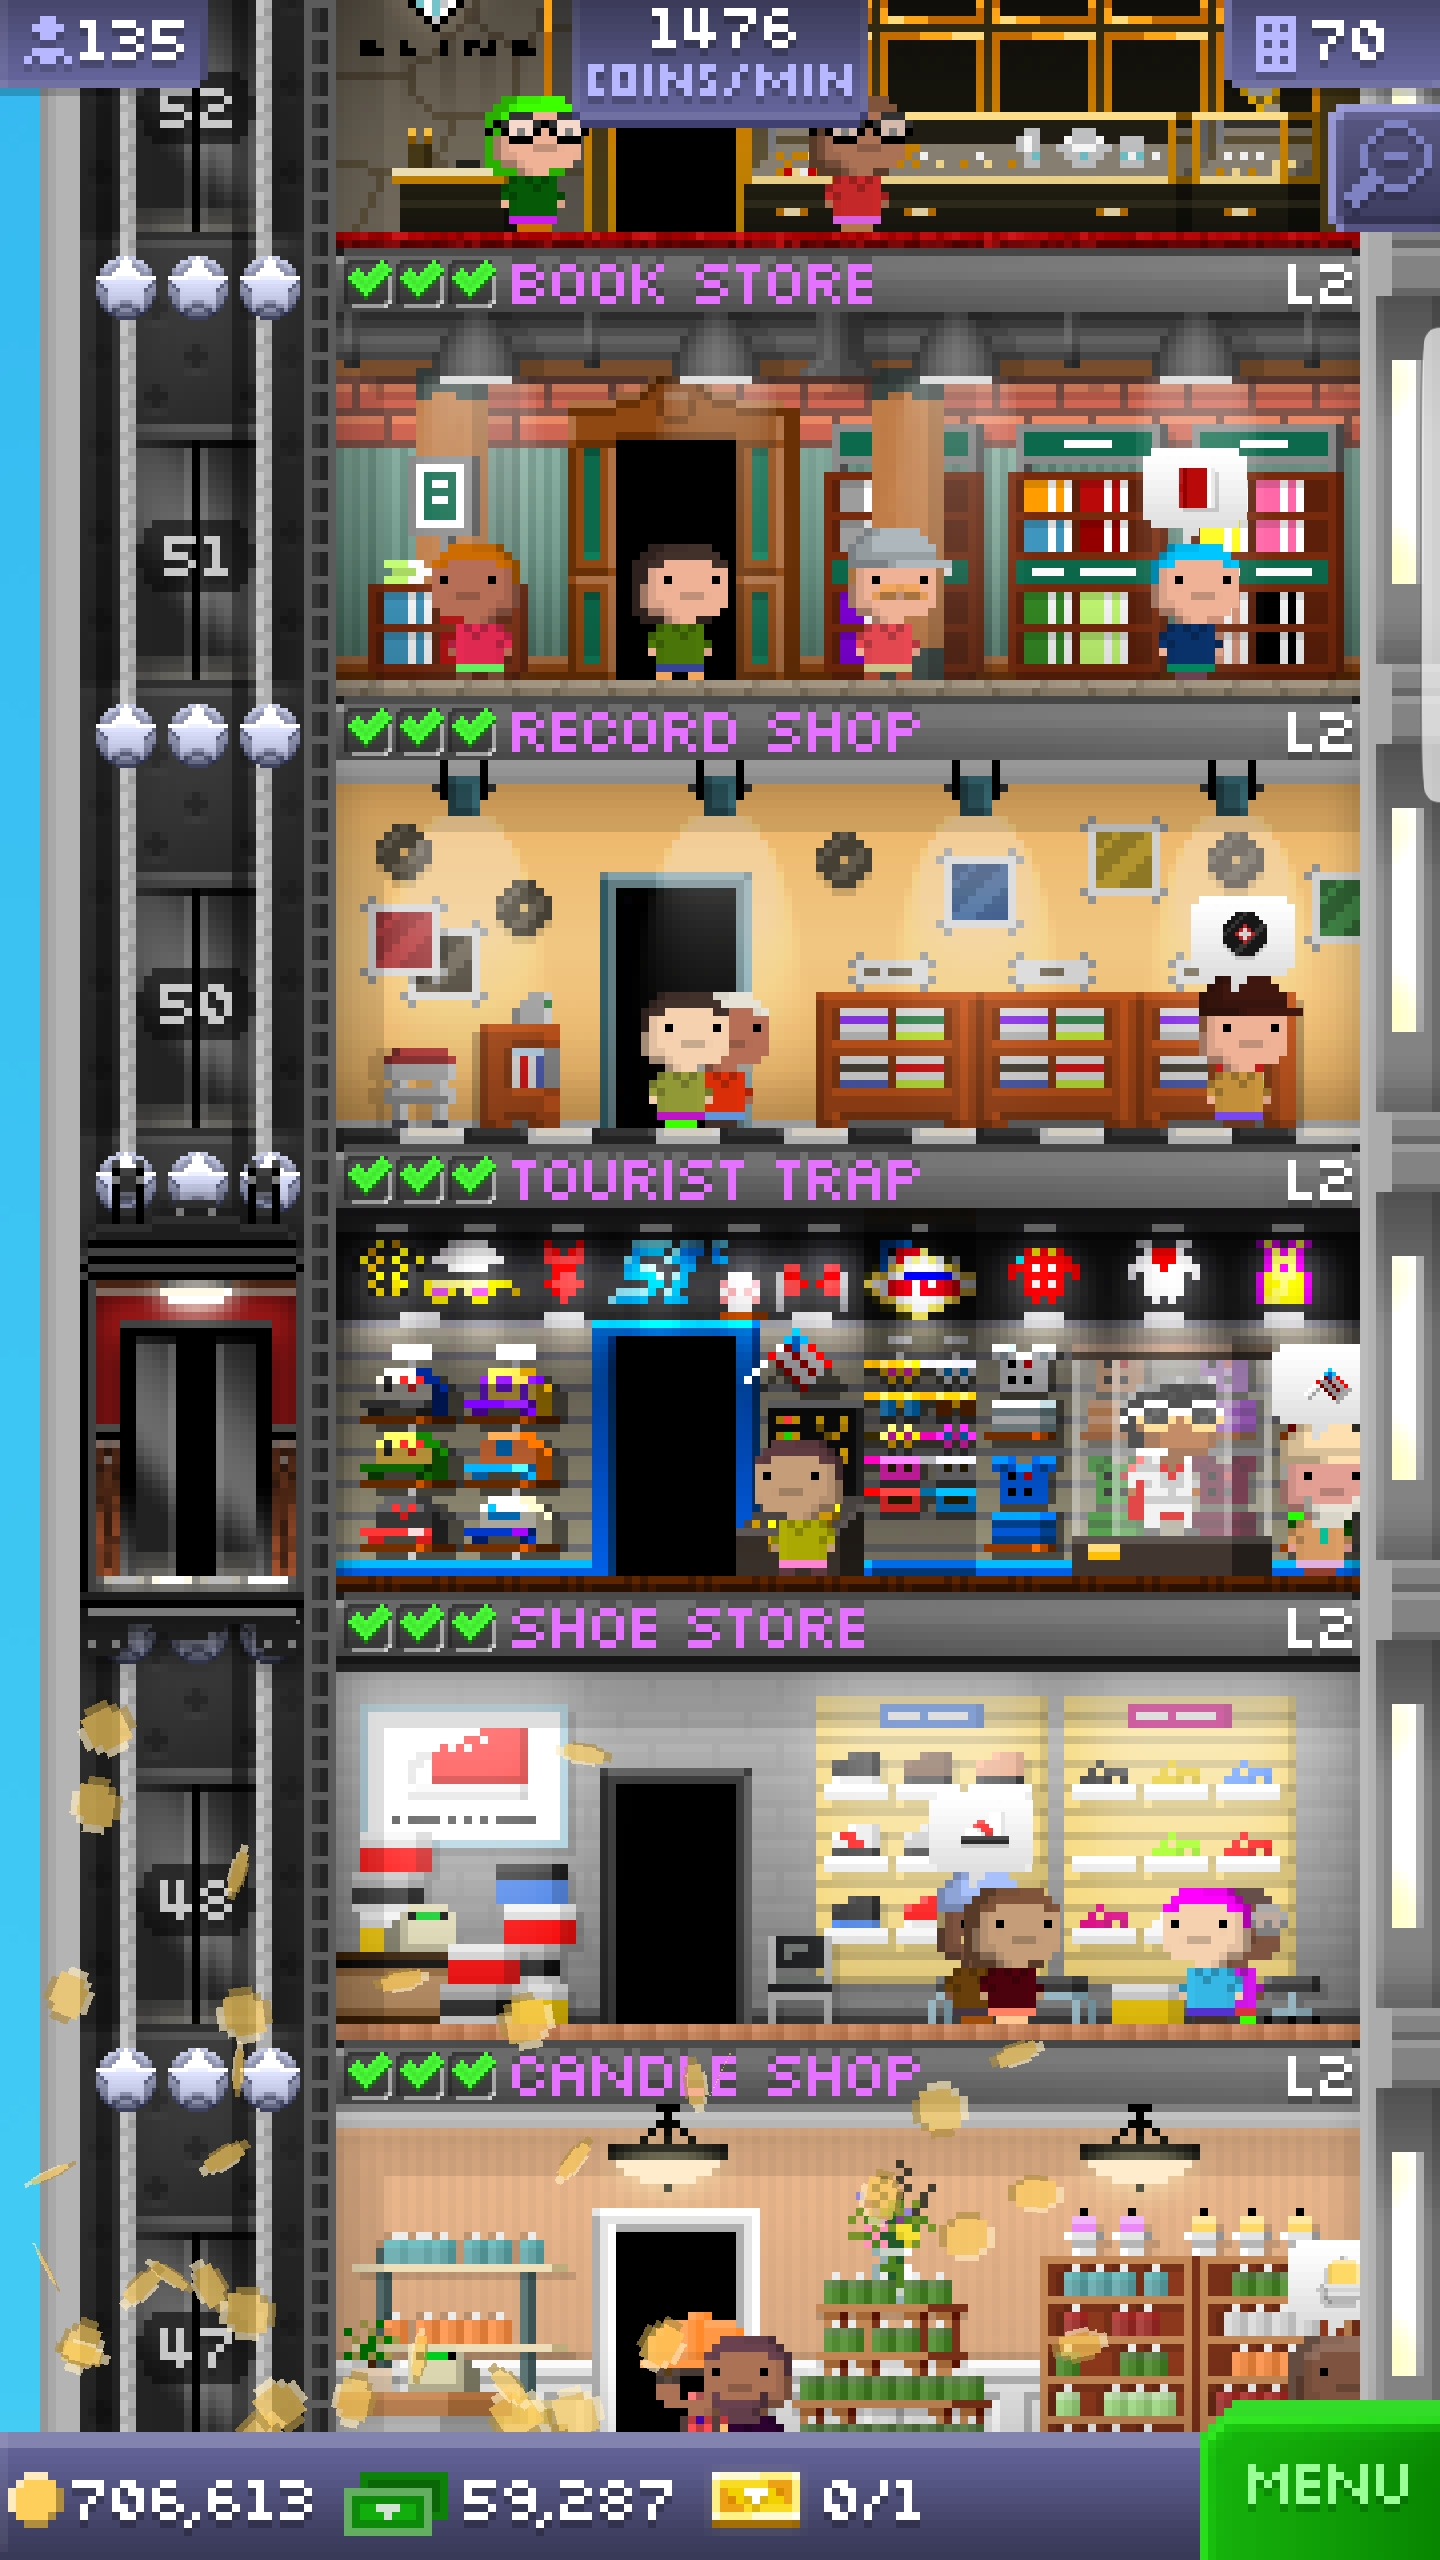 135
1476
COINS/MIN
70
52
BOOK STORE L2
51
RECORD SHOP L2
50
TOURIST TRAP L2
SHOE STORE L2
48
CANDLE SHOP L2
47
706,613 59,287 0/1
MENU